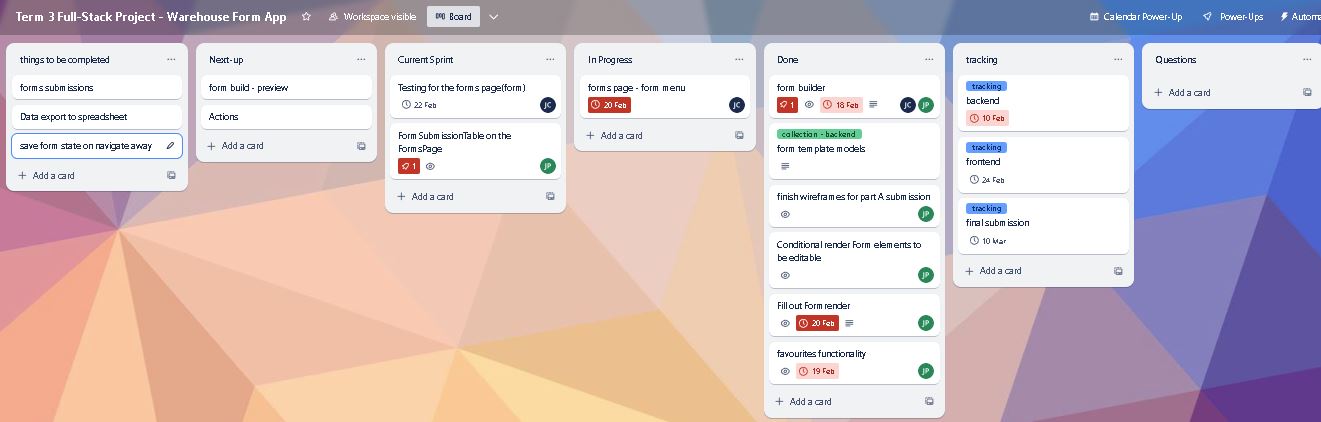 Term 3 Full-Stack Project - Warehouse Form App
Workspace visible
Board
Calendar Power-Up
Power-Ups
Automa
things to be completed
forms submissions
Data export to spreadsheet
save form state on navigate away
Add a card
Next-up
form build - preview
Actions
Add a card
Current Sprint
Testing for the forms page(form)
22 Feb
JC
Form SubmissionTable on the
FormsPage
1
JP
Add a card
In Progress
forms page - form menu
20 Feb
JC
Add a card
Done
form builder
1
18 Feb
JC
JP
collection - backend
form template models
finish wireframes for part A submission
JP
Conditional render Form elements to
be editable
JP
Fill out Form render
20 Feb
JP
favourites functionality
19 Feb
JP
Add a card
tracking
tracking
backend
10 Feb
tracking
frontend
24 Feb
tracking
final submission
10 Mar
Add a card
Questions
Add a card